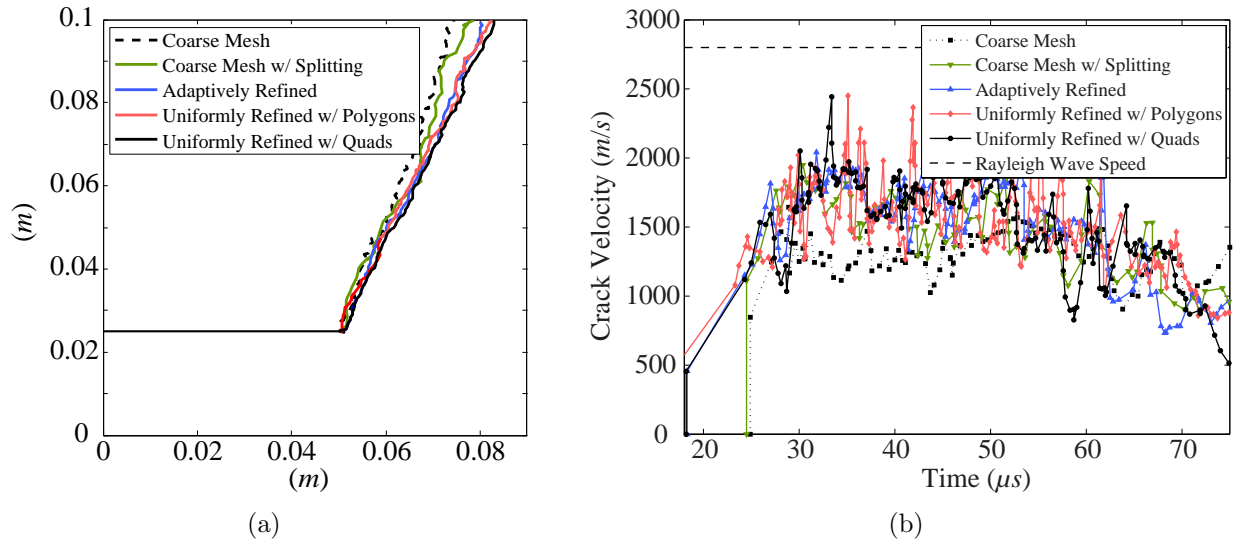 0.1
0.08
0.06
0.04
0.02
0
(m)
0
0.02
0.04
0.06
0.08
(m)
Coarse Mesh
Coarse Mesh w/ Splitting
Adaptively Refined
Uniformly Refined w/ Polygons
Uniformly Refined w/ Quads
(a)
3000
2500
2000
1500
1000
500
0
Crack Velocity (m/s)
20
30
40
50
60
70
Time (μs)
Coarse Mesh
Coarse Mesh w/ Splitting
Adaptively Refined
Uniformly Refined w/ Polygons
Uniformly Refined w/ Quads
Rayleigh Wave Speed
(b)